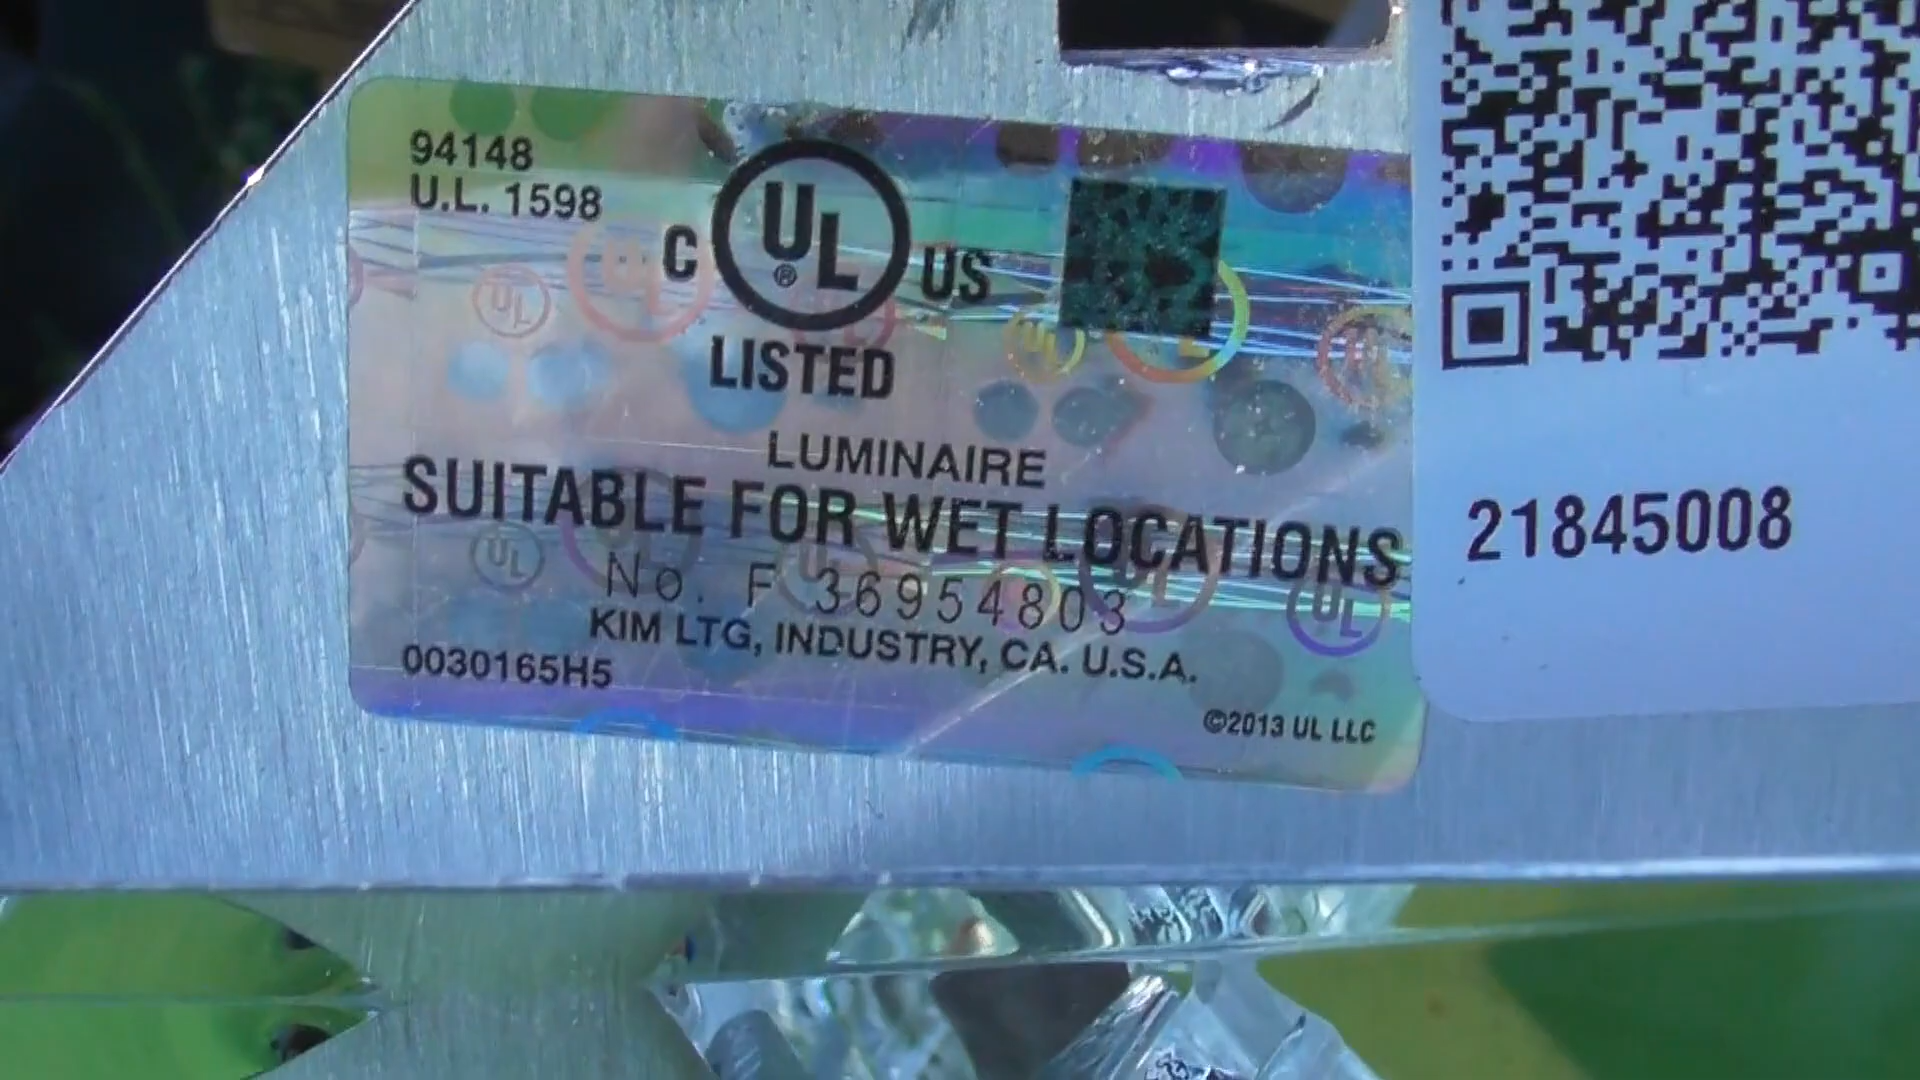 94148
U.L. 1598
C UL® US
LISTED
LUMINAIRE
SUITABLE FOR WET LOCATIONS
No. F 36954803
KIM LTG, INDUSTRY, CA. U.S.A.
0030165H5
©2013 UL LLC
21845008